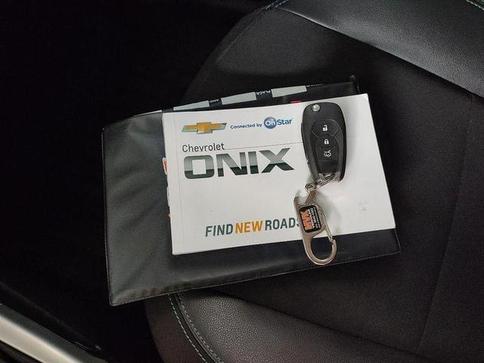 Connected by OnStar
Chevrolet
ONIX
FIND NEW ROADS